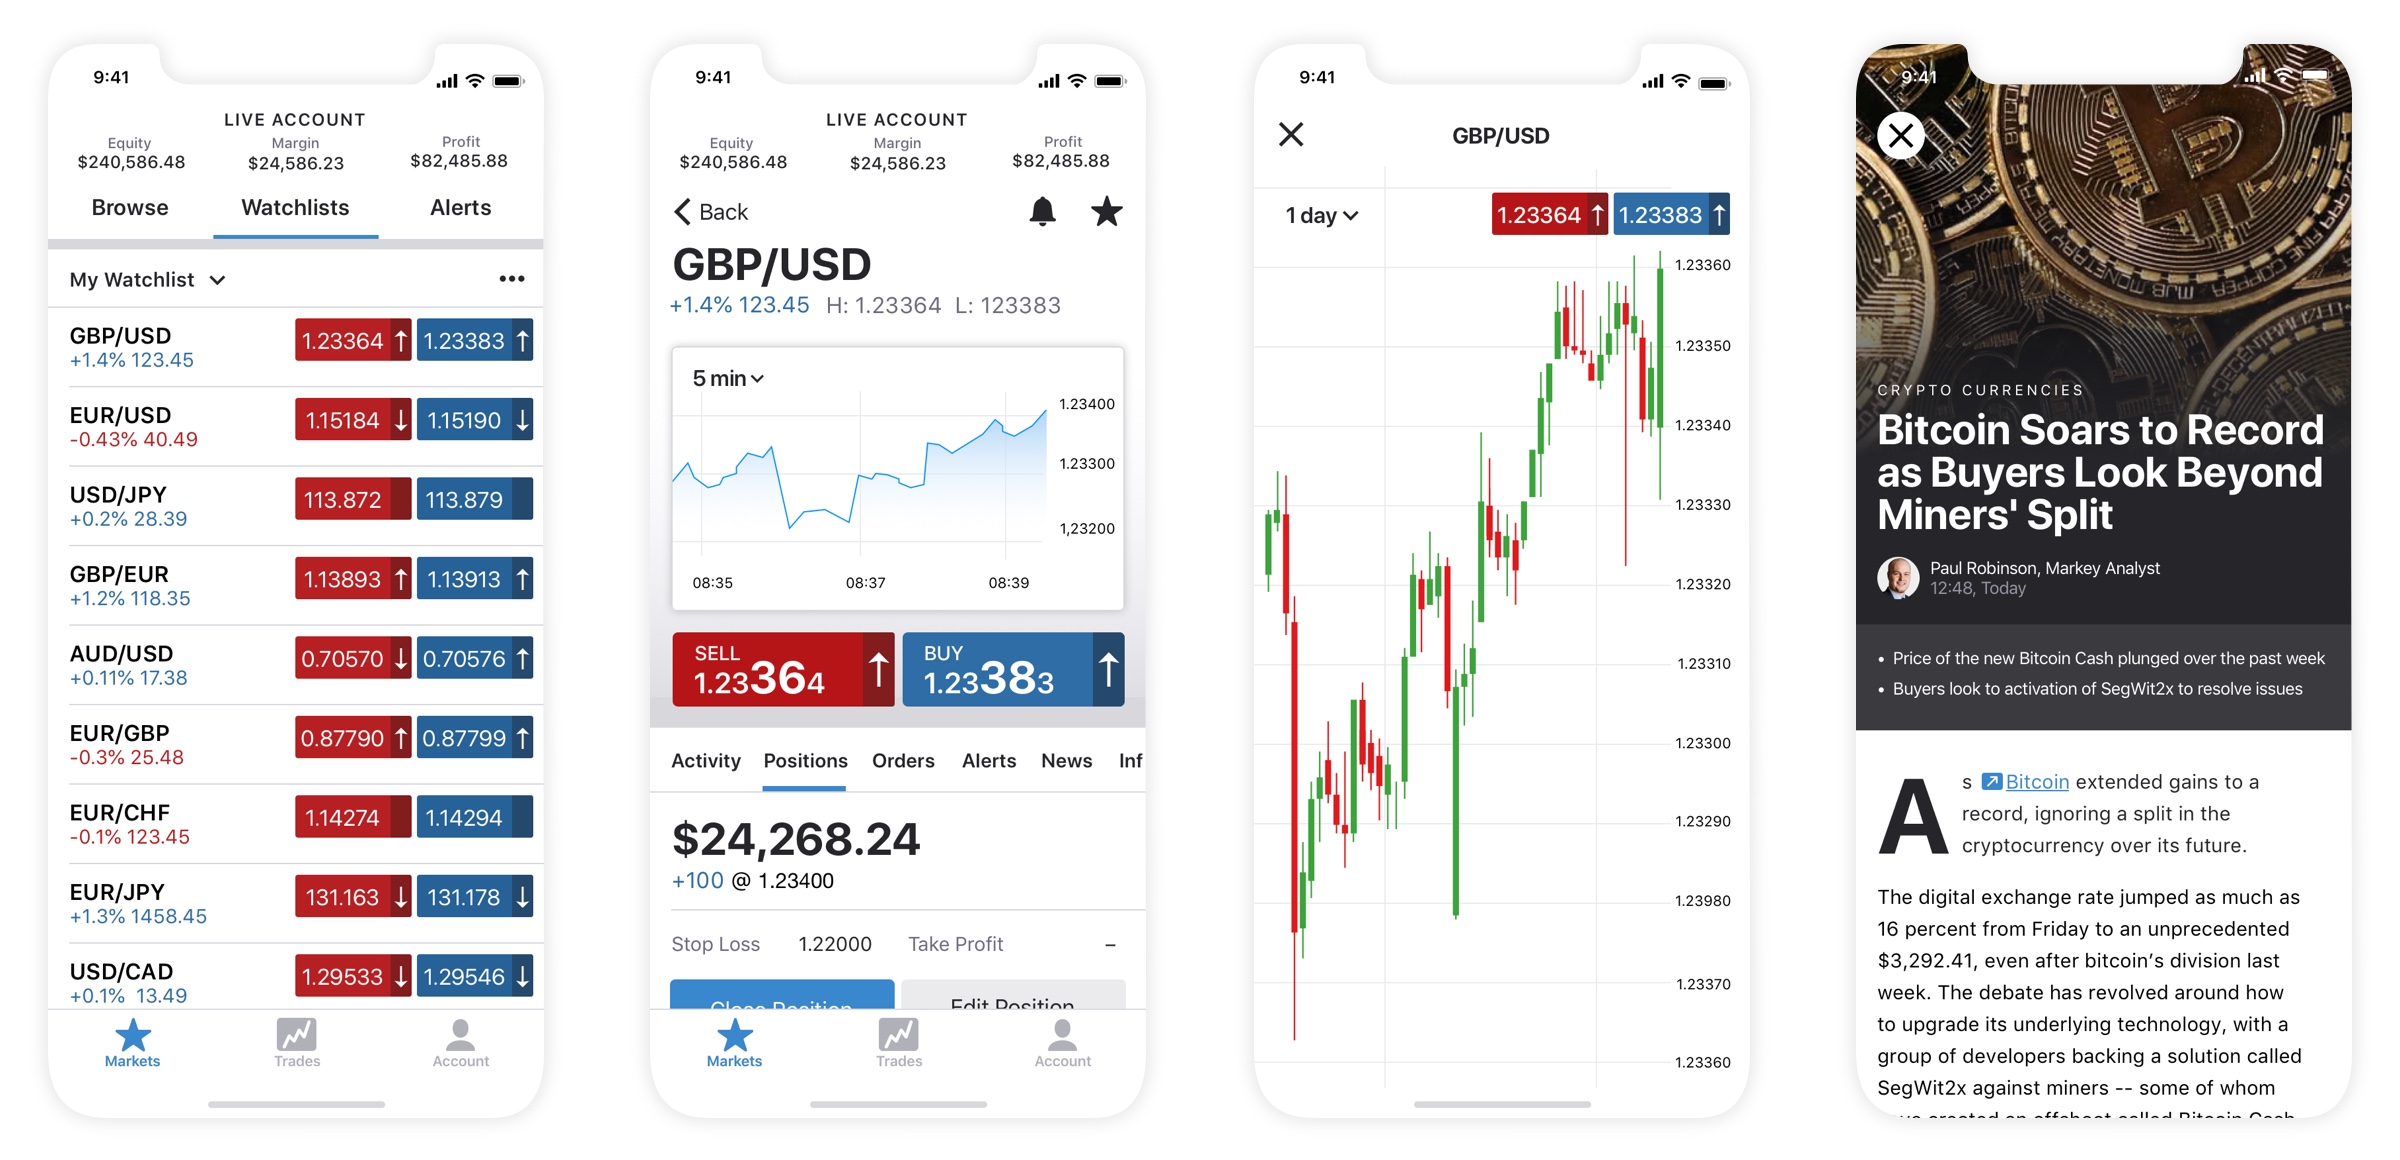 9:41
LIVE ACCOUNT
Equity Margin Profit
$240,586.48 $24,586.23 $82,485.88
Browse Watchlists Alerts
My Watchlist
GBP/USD 1.23364 1.23383
+1.4% 123.45
EUR/USD 1.15184 1.15190
-0.43% 40.49
USD/JPY 113.872 113.879
+0.2% 28.39
GBP/EUR 1.13893 1.13913
+1.2% 118.35
AUD/USD 0.70570 0.70576
+0.11% 17.38
EUR/GBP 0.87790 0.87799
-0.3% 25.48
EUR/CHF 1.14274 1.14294
-0.1% 123.45
EUR/JPY 131.163 131.178
+1.3% 1458.45
USD/CAD 1.29533 1.29546
+0.1% 13.49
Markets Trades Account
9:41
LIVE ACCOUNT
Equity Margin Profit
$240,586.48 $24,586.23 $82,485.88
Back
GBP/USD
+1.4% 123.45 H: 1.23364 L: 123383
5 min
1.23400
1.23300
1,23200
08:35 08:37 08:39
SELL BUY
1.23364 1.23383
Activity Positions Orders Alerts News Inf
$24,268.24
+100 @ 1.23400
Stop Loss 1.22000 Take Profit –
Close Position Edit Position
Markets Trades Account
9:41
GBP/USD
1 day 1.23364 1.23383
1.23360
1.23350
1.23340
1.23330
1.23320
1.23310
1.23300
1.23290
1.23980
1.23370
1.23360
9:41
CRYPTO CURRENCIES
Bitcoin Soars to Record
as Buyers Look Beyond
Miners' Split
Paul Robinson, Markey Analyst
12:48, Today
• Price of the new Bitcoin Cash plunged over the past week
• Buyers look to activation of SegWit2x to resolve issues
As Bitcoin extended gains to a
record, ignoring a split in the
cryptocurrency over its future.
The digital exchange rate jumped as much as
16 percent from Friday to an unprecedented
$3,292.41, even after bitcoin’s division last
week. The debate has revolved around how
to upgrade its underlying technology, with a
group of developers backing a solution called
SegWit2x against miners -- some of whom
created an offshoot called Bitcoin Cash